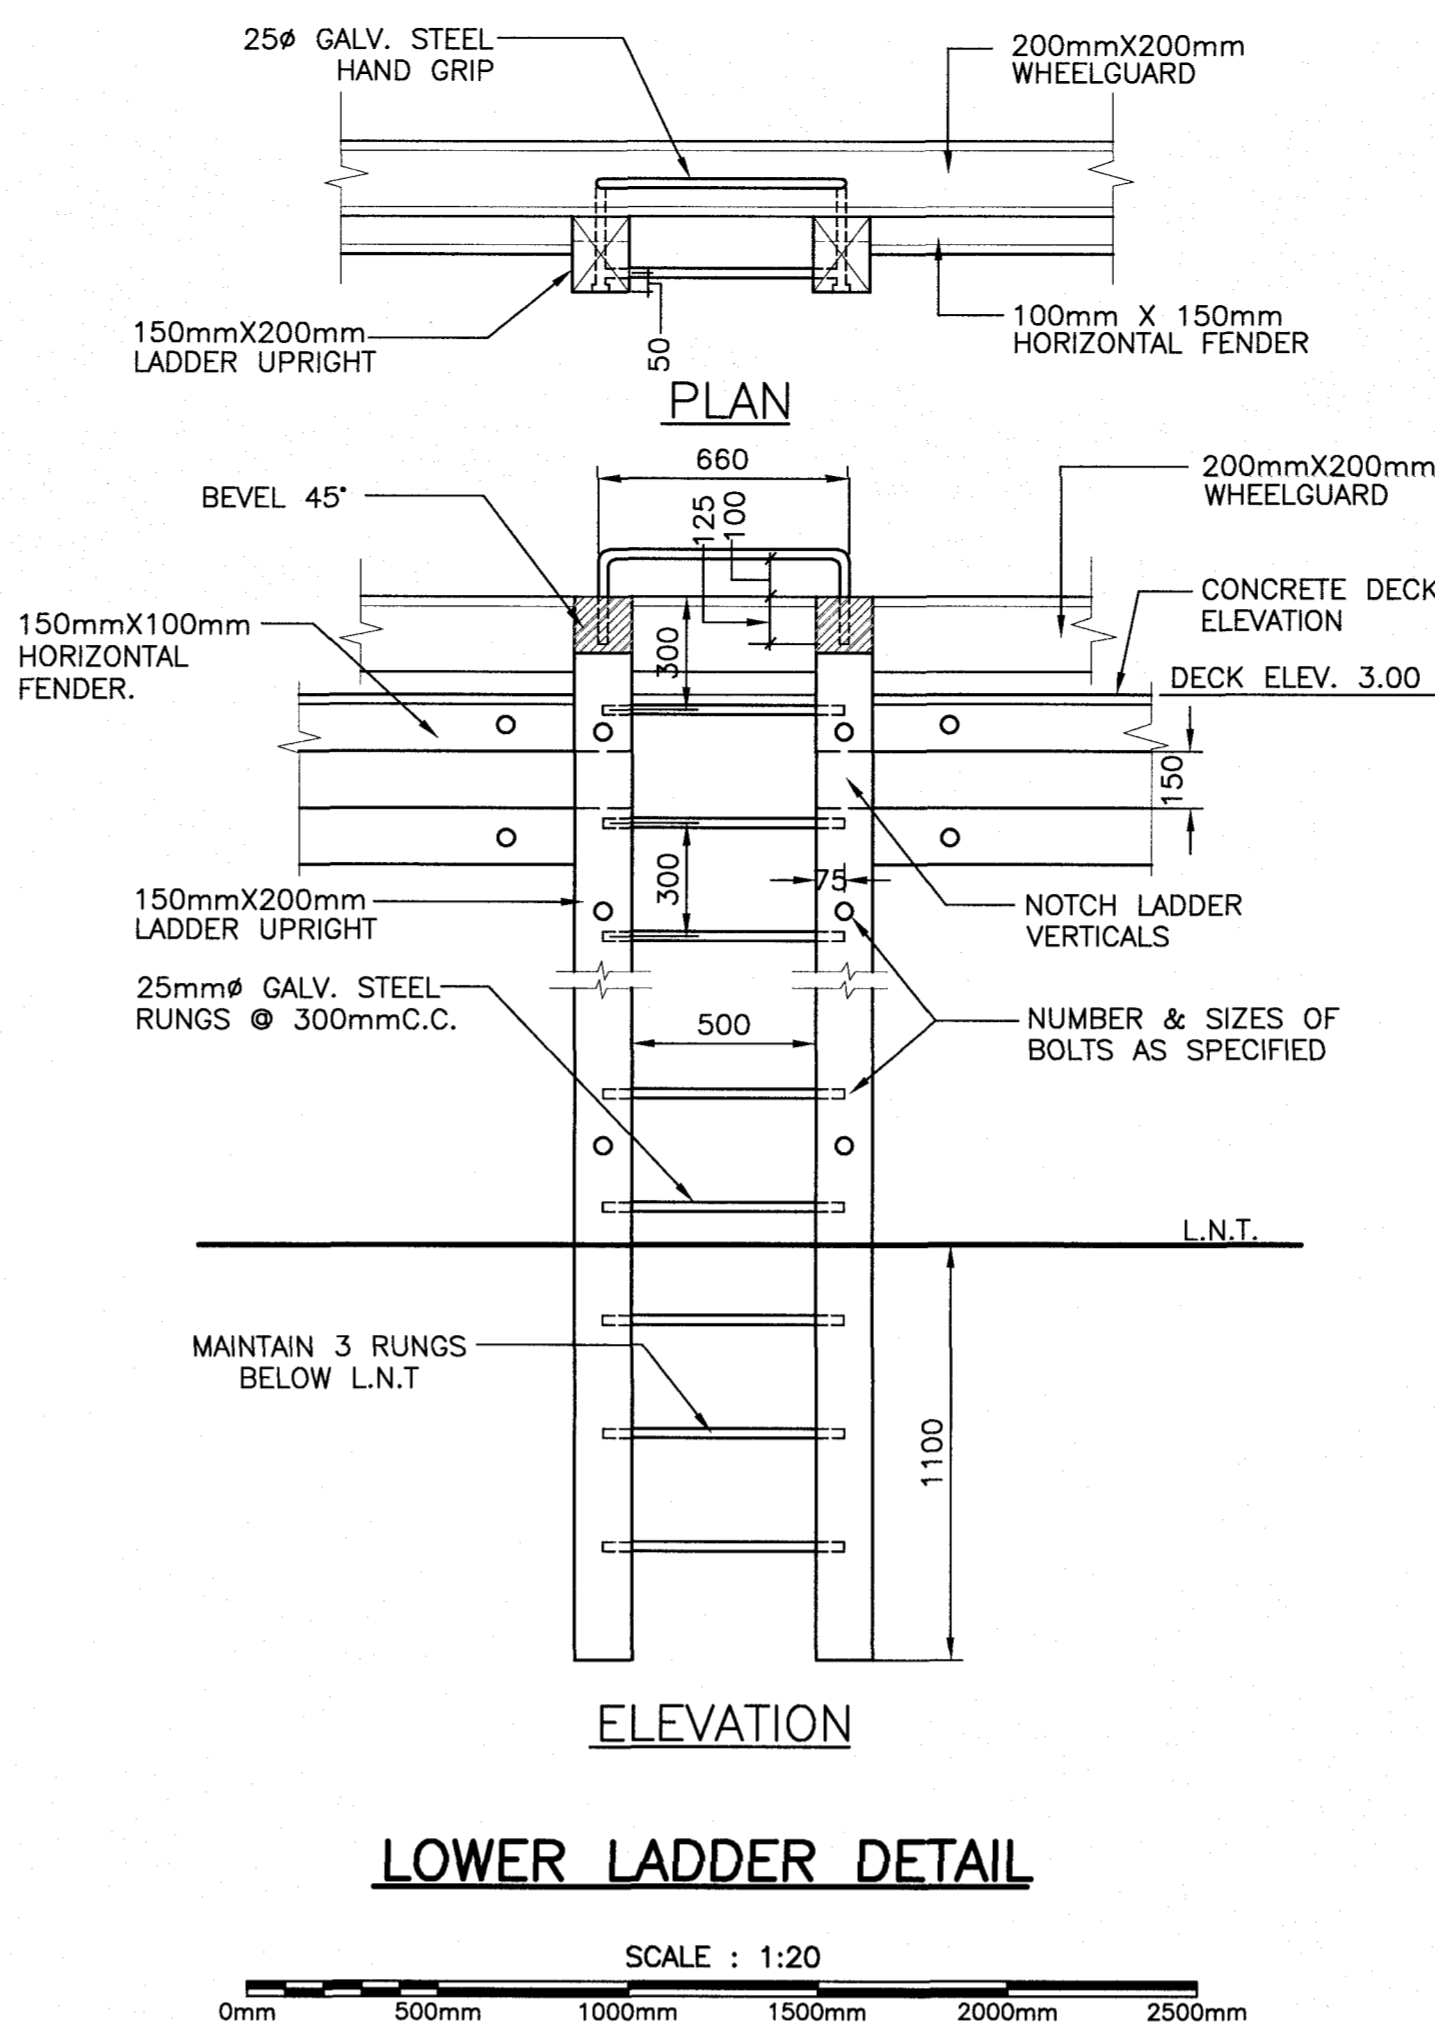 25ø GALV. STEEL
HAND GRIP
200mmX200mm
WHEELGUARD
150mmX200mm
LADDER UPRIGHT
50
100mm X 150mm
HORIZONTAL FENDER
PLAN
660
BEVEL 45°
125
100
200mmX200mm
WHEELGUARD
CONCRETE DECK
ELEVATION
150mmX100mm
HORIZONTAL
FENDER.
300
DECK ELEV. 3.00
150
300
75
150mmX200mm
LADDER UPRIGHT
NOTCH LADDER
VERTICALS
25mmø GALV. STEEL
RUNGS @ 300mmC.C.
500
NUMBER & SIZES OF
BOLTS AS SPECIFIED
L.N.T.
MAINTAIN 3 RUNGS
BELOW L.N.T
1100
ELEVATION
LOWER LADDER DETAIL
SCALE : 1:20
0mm 500mm 1000mm 1500mm 2000mm 2500mm